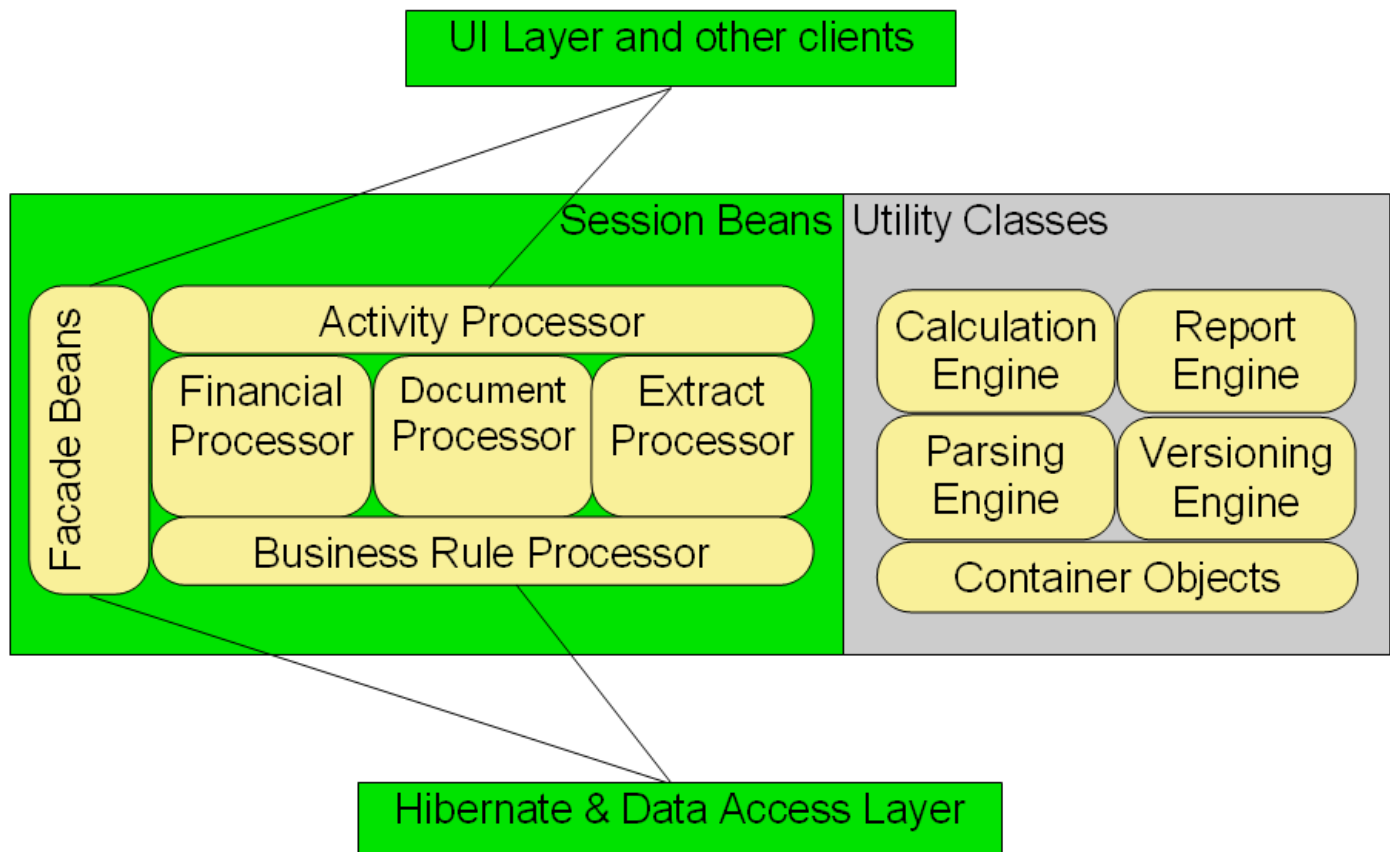 UI Layer and other clients
Session Beans
Utility Classes
Facade Beans
Activity Processor
Financial
Processor
Document
Processor
Extract
Processor
Business Rule Processor
Calculation
Engine
Report
Engine
Parsing
Engine
Versioning
Engine
Container Objects
Hibernate & Data Access Layer